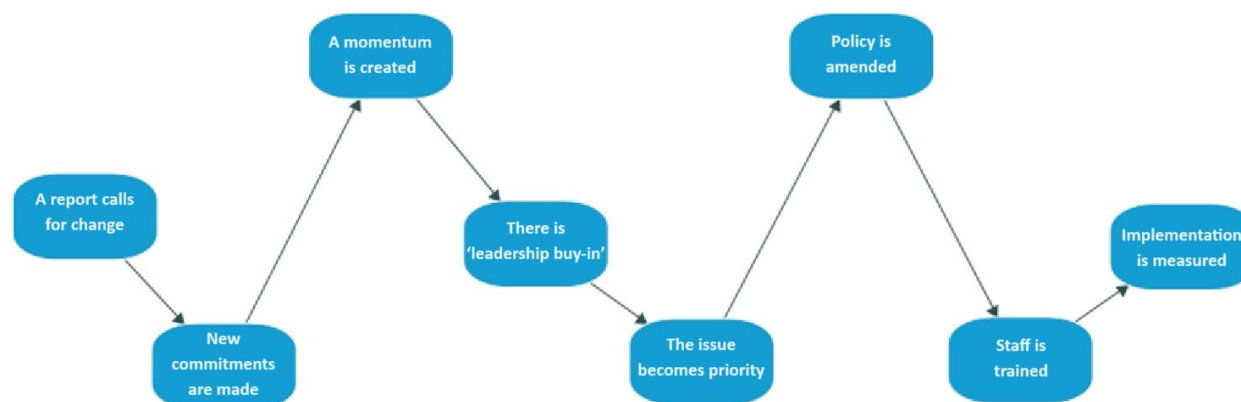 A report calls
for change
New
commitments
are made
A momentum
is created
There is
‘leadership buy-in’
The issue
becomes priority
Policy is
amended
Staff is
trained
Implementation
is measured